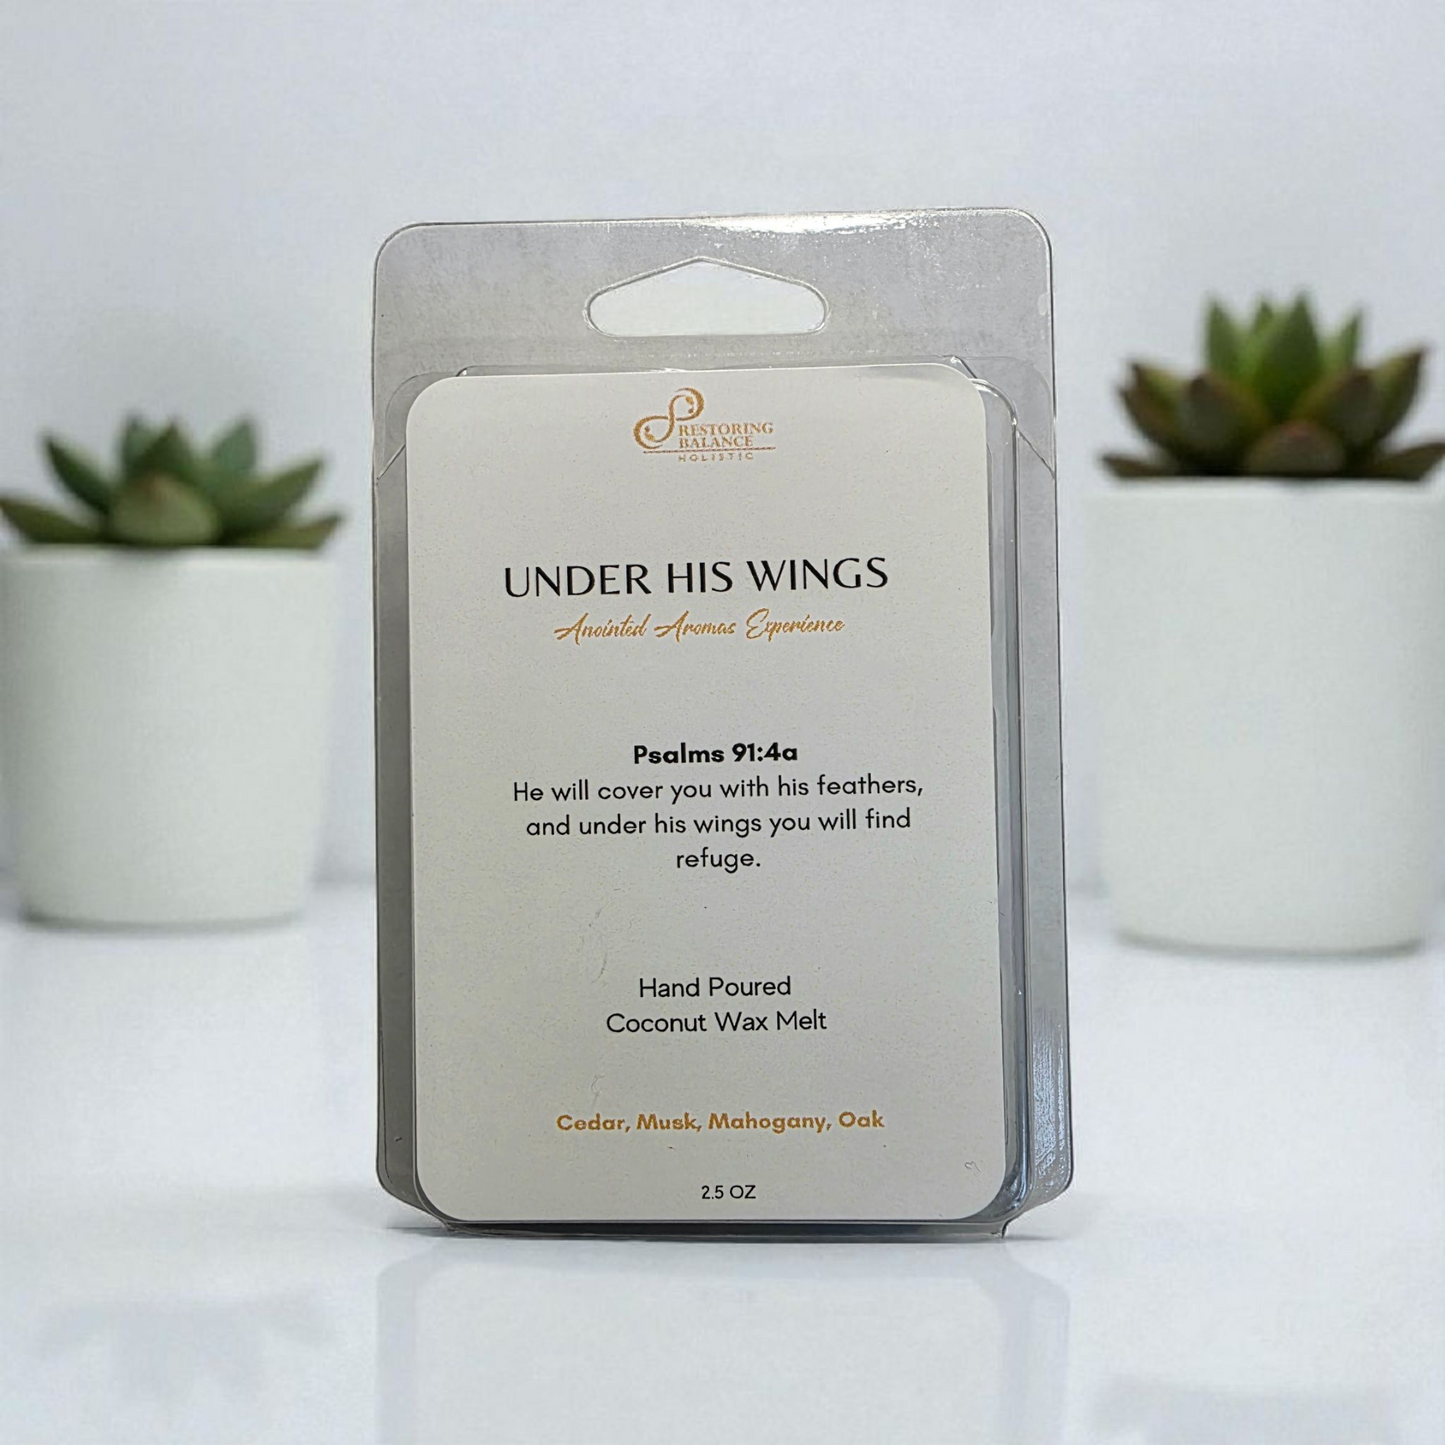 RESTORING
BALANCE
HOLISTIC
UNDER HIS WINGS
Anointed Aromas Experience
Psalms 91:4a
He will cover you with his feathers,
and under his wings you will find
refuge.
Hand Poured
Coconut Wax Melt
Cedar, Musk, Mahogany, Oak
2.5 OZ